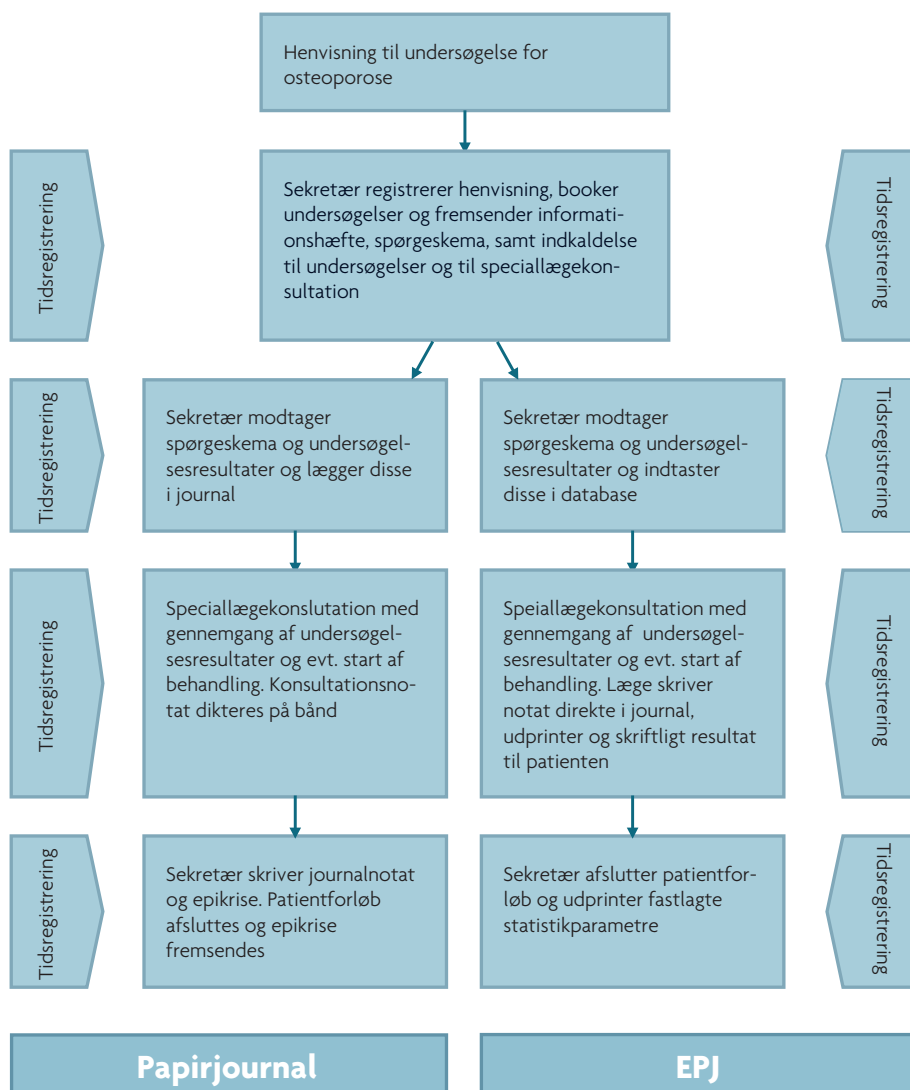 Henvisning til undersøgelse for
osteoporose
Tidsregistrering
Sekretær registrerer henvisning, booker
undersøgelser og fremsender informati-
onshæfte, spørgeskema, samt indkaldelse
til undersøgelser og til speciallægekon-
sultation
Tidsregistrering
Tidsregistrering
Sekretær modtager
spørgeskema og undersøgel-
sesresultater og lægger disse
i journal
Sekretær modtager
spørgeskema og undersøgel-
sesresultater og indtaster
disse i database
Tidsregistrering
Tidsregistrering
Speciallægekonslutation med
gennemgang af undersøgel-
sesresultater og evt. start af
behandling. Konsultationsno-
tat dikteres på bånd
Speiallægekonsultation med
gennemgang af undersøgel-
sesresultater og evt. start af
behandling. Læge skriver
notat direkte i journal,
udprinter og skriftligt resultat
til patienten
Tidsregistrering
Tidsregistrering
Sekretær skriver journalnotat
og epikrise. Patientforløb
afsluttes og epikrise
fremsendes
Sekretær afslutter patientfor-
løb og udprinter fastlagte
statistikparametre
Tidsregistrering
Papirjournal
EPJ